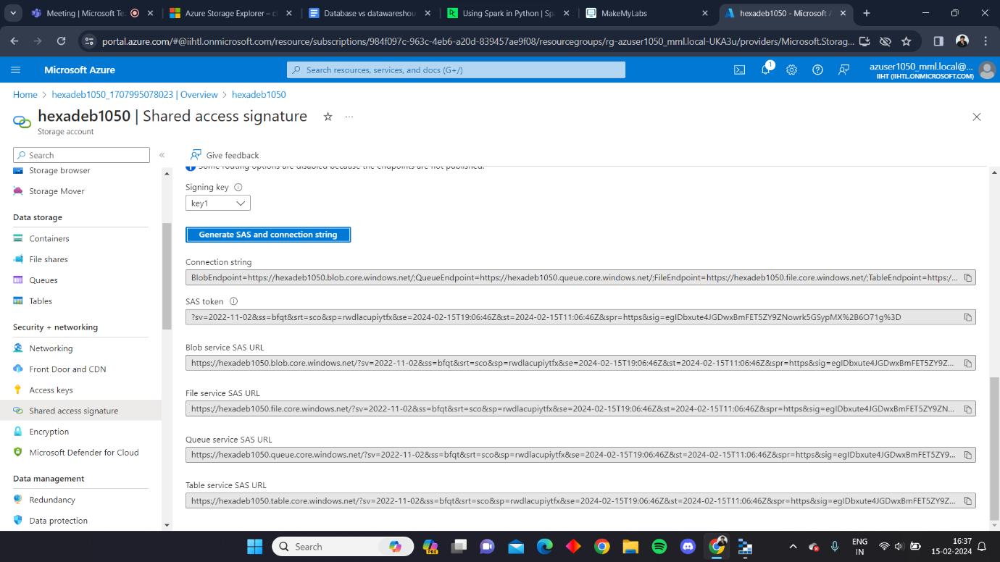 Meeting | Microsoft Te
Azure Storage Explorer – cl
Database vs datawareshou
Using Spark in Python | Sp
MakeMyLabs
hexadeb1050 - Microsoft A
portal.azure.com/#@iihtl.onmicrosoft.com/resource/subscriptions/984f097c-963c-4eb6-a20d-839457ae9f08/resourcegroups/rg-azuser1050_mml.local-UKA3u/providers/Microsoft.Storag...
Microsoft Azure
Search resources, services, and docs (G+/)
1
azuser1050_mml.local@...
IIHT (IIHTL.ONMICROSOFT.COM)
Home > hexadeb1050_1707995078023 | Overview > hexadeb1050
hexadeb1050 | Shared access signature
Storage account
Search
Give feedback
Storage browser
Storage Mover
Data storage
Containers
File shares
Queues
Tables
Security + networking
Networking
Front Door and CDN
Access keys
Shared access signature
Encryption
Microsoft Defender for Cloud
Data management
Redundancy
Data protection
Some routing options are disabled because the endpoints are not published.
Signing key
key1
Generate SAS and connection string
Connection string
BlobEndpoint=https://hexadeb1050.blob.core.windows.net/;QueueEndpoint=https://hexadeb1050.queue.core.windows.net/;FileEndpoint=https://hexadeb1050.file.core.windows.net/;TableEndpoint=https:/...
SAS token
?sv=2022-11-02&ss=bfqt&srt=sco&sp=rwdlacupiytfx&se=2024-02-15T19:06:46Z&st=2024-02-15T11:06:46Z&spr=https&sig=egIDbxute4JGDwxBmFET5ZY9ZNowrk5GSypMX%2B6O71g%3D
Blob service SAS URL
https://hexadeb1050.blob.core.windows.net/?sv=2022-11-02&ss=bfqt&srt=sco&sp=rwdlacupiytfx&se=2024-02-15T19:06:46Z&st=2024-02-15T11:06:46Z&spr=https&sig=egIDbxute4JGDwxBmFET5ZY9Z...
File service SAS URL
https://hexadeb1050.file.core.windows.net/?sv=2022-11-02&ss=bfqt&srt=sco&sp=rwdlacupiytfx&se=2024-02-15T19:06:46Z&st=2024-02-15T11:06:46Z&spr=https&sig=egIDbxute4JGDwxBmFET5ZY9ZN...
Queue service SAS URL
https://hexadeb1050.queue.core.windows.net/?sv=2022-11-02&ss=bfqt&srt=sco&sp=rwdlacupiytfx&se=2024-02-15T19:06:46Z&st=2024-02-15T11:06:46Z&spr=https&sig=egIDbxute4JGDwxBmFET5ZY9...
Table service SAS URL
https://hexadeb1050.table.core.windows.net/?sv=2022-11-02&ss=bfqt&srt=sco&sp=rwdlacupiytfx&se=2024-02-15T19:06:46Z&st=2024-02-15T11:06:46Z&spr=https&sig=egIDbxute4JGDwxBmFET5ZY9Z...
Search
PRE
ENG
IN
16:37
15-02-2024